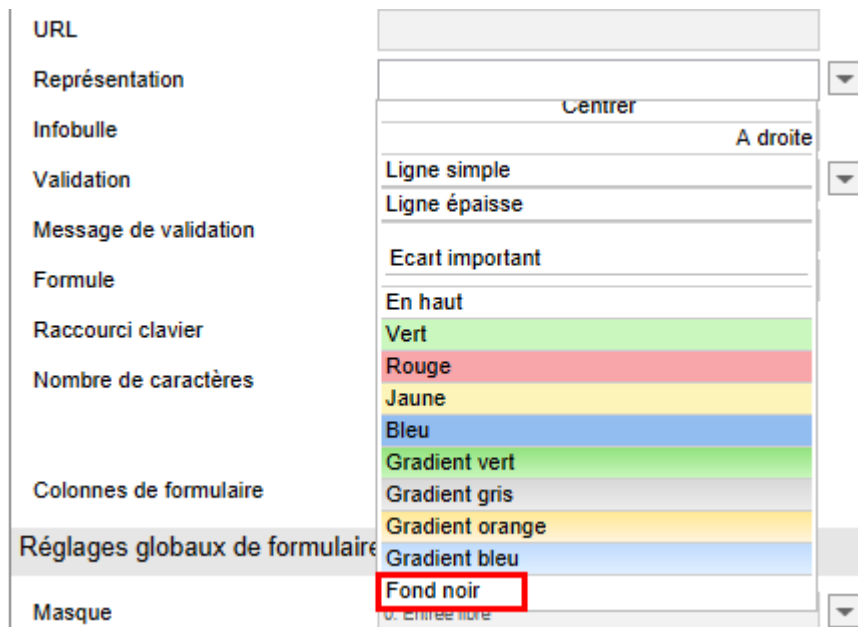 URL
Représentation
Centrer
Infobulle
A droite
Validation
Ligne simple
Ligne épaisse
Message de validation
Ecart important
Formule
En haut
Raccourci clavier
Vert
Rouge
Nombre de caractères
Jaune
Bleu
Gradient vert
Colonnes de formulaire
Gradient gris
Gradient orange
Réglages globaux de formulaire
Gradient bleu
Fond noir
Masque
0: Entrée libre